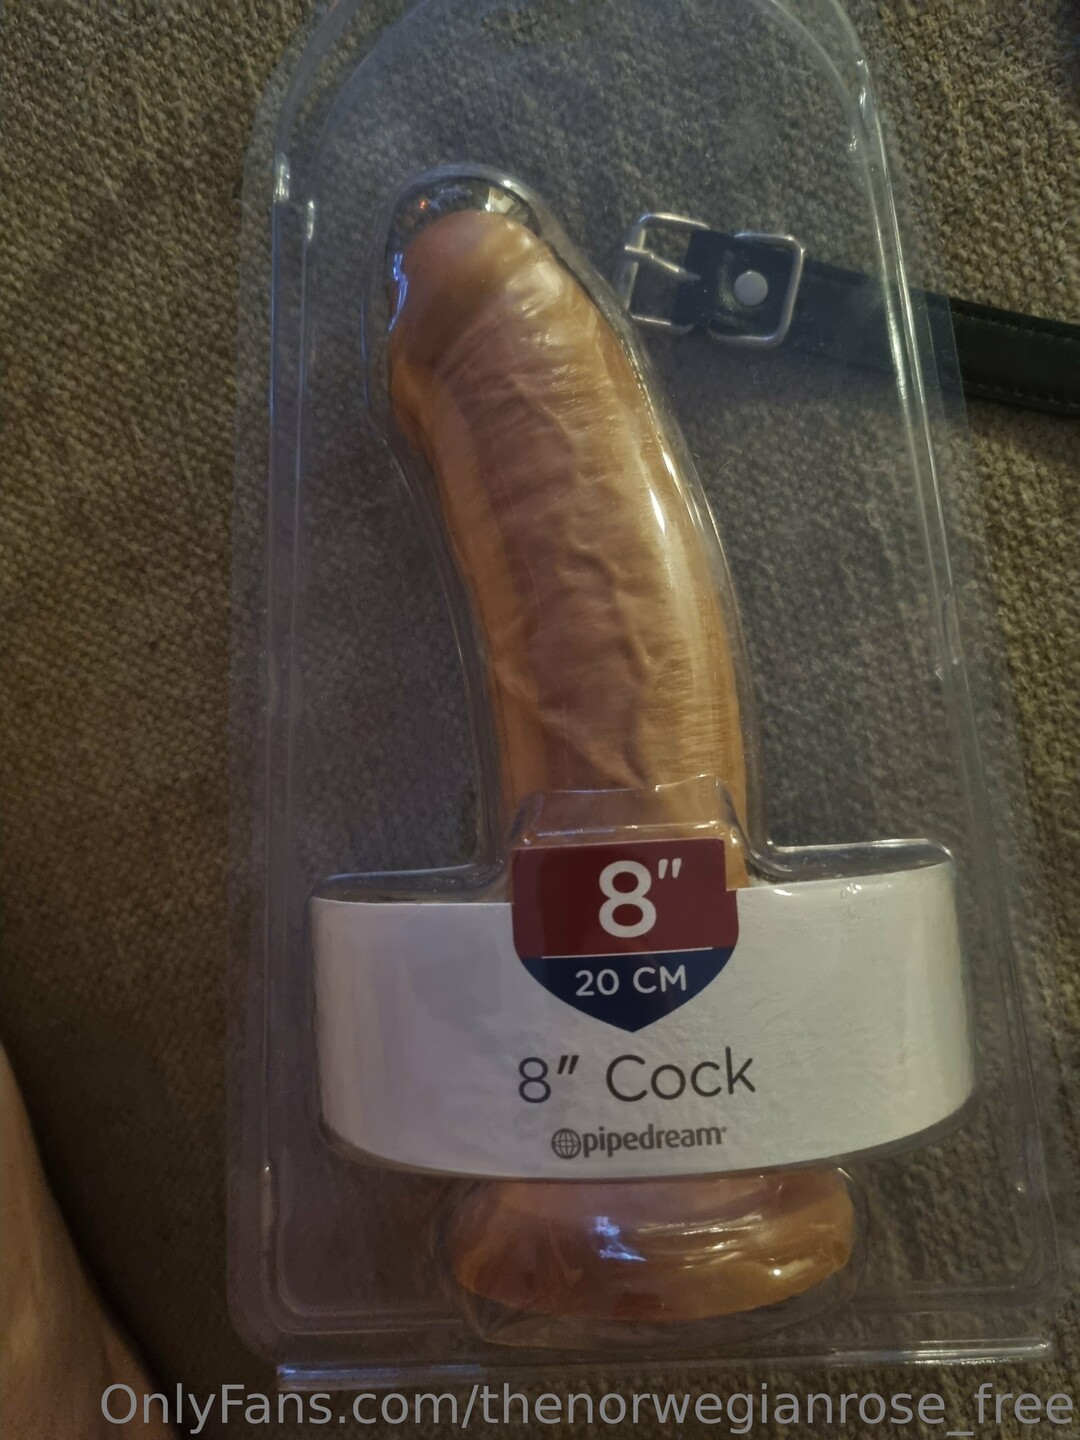 8"
20 CM
8" Cock
pipedream
OnlyFans.com/thenorwegianrose_free